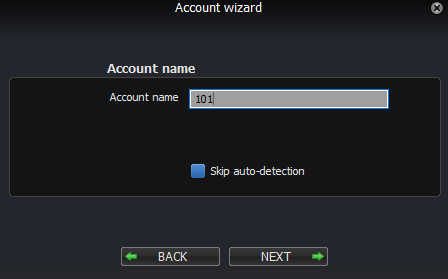 Account wizard
Account name
Account name 101
Skip auto-detection
BACK NEXT